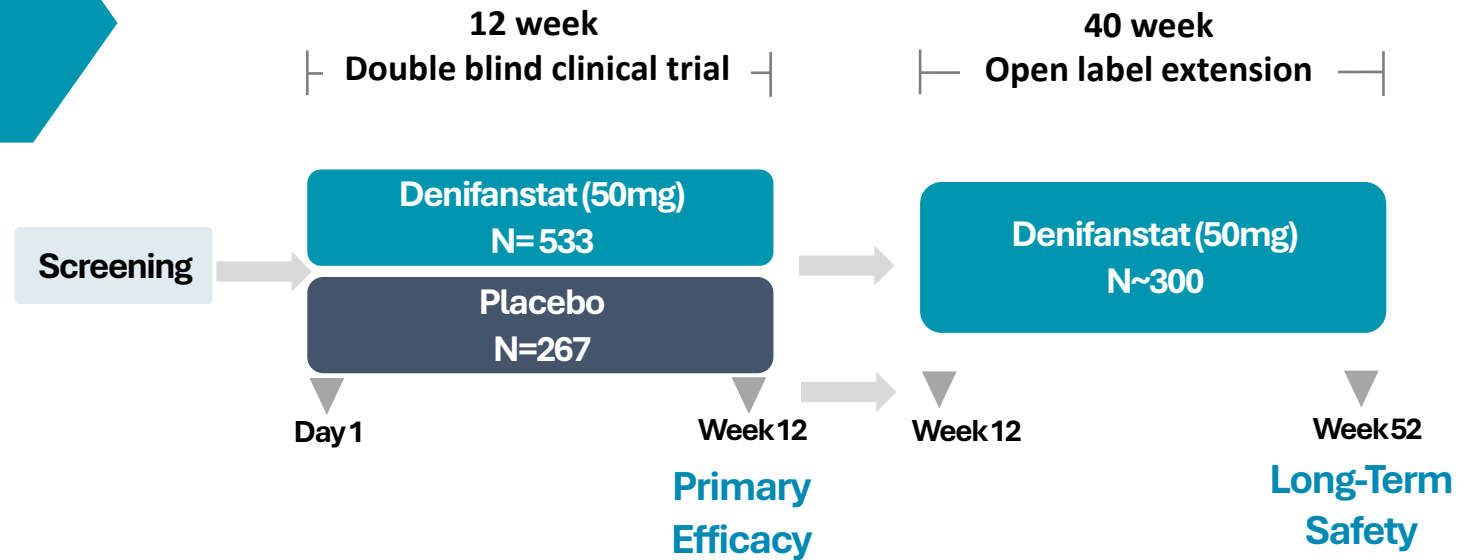 12 week
Double blind clinical trial
40 week
Open label extension
Screening
Denifanstat (50mg)
N= 533
Placebo
N=267
Denifanstat (50mg)
N~300
Day 1
Week 12
Week 12
Week 52
Primary
Efficacy
Long-Term
Safety